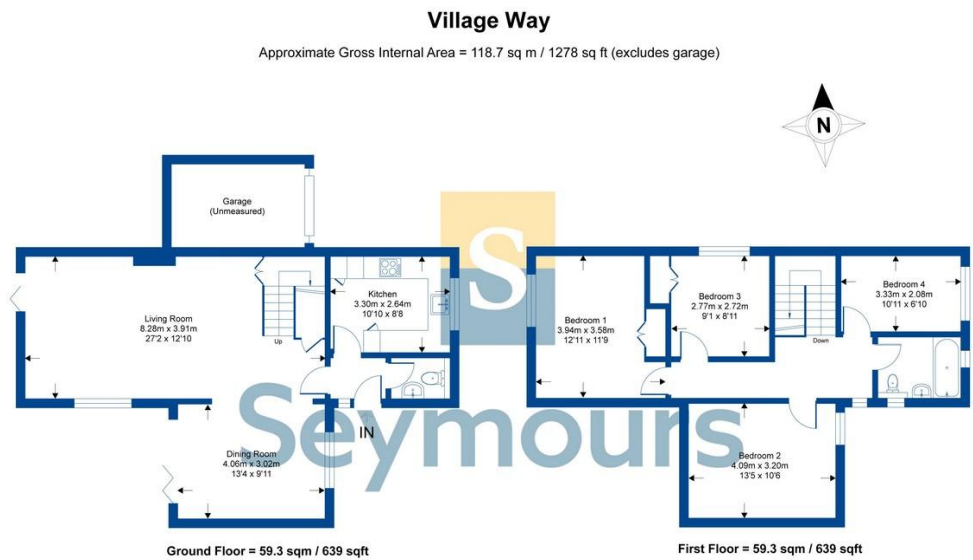 Village Way
Approximate Gross Internal Area = 118.7 sq m / 1278 sq ft (excludes garage)
N
Garage
(Unmeasured)
S
Living Room
8.28m x 3.91m
27'2 x 12'10
Up
Kitchen
3.30m x 2.64m
10'10 x 8'8
IN
Dining Room
4.06m x 3.02m
13'4 x 9'11
Bedroom 1
3.94m x 3.58m
12'11 x 11'9
Bedroom 3
2.77m x 2.72m
9'1 x 8'11
Down
Bedroom 4
3.33m x 2.08m
10'11 x 6'10
Bedroom 2
4.09m x 3.20m
13'5 x 10'6
Seymours
Ground Floor = 59.3 sqm / 639 sqft
First Floor = 59.3 sqm / 639 sqft